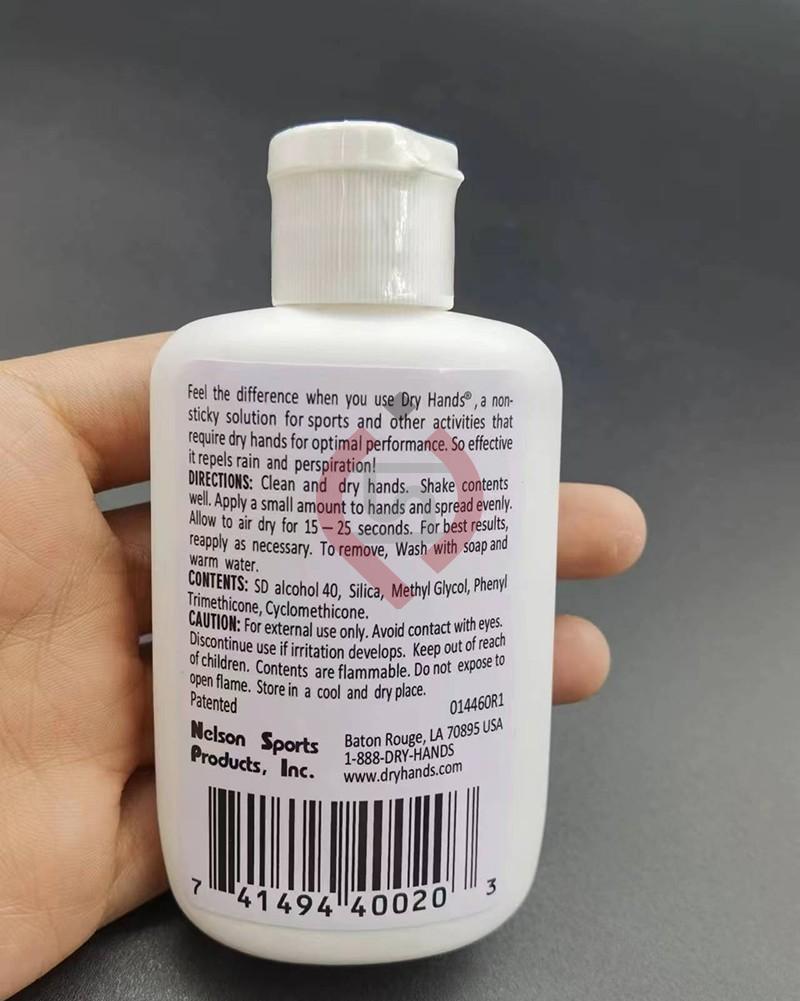 Feel the difference when you use Dry Hands®, a non-
sticky solution for sports and other activities that
require dry hands for optimal performance. So effective
it repels rain and perspiration!
DIRECTIONS: Clean and dry hands. Shake contents
well. Apply a small amount to hands and spread evenly.
Allow to air dry for 15 – 25 seconds. For best results,
reapply as necessary. To remove, Wash with soap and
warm water.
CONTENTS: SD alcohol 40, Silica, Methyl Glycol, Phenyl
Trimethicone, Cyclomethicone.
CAUTION: For external use only. Avoid contact with eyes.
Discontinue use if irritation develops. Keep out of reach
of children. Contents are flammable. Do not expose to
open flame. Store in a cool and dry place.
Patented 014460R1
Nelson Sports
Products, Inc.
Baton Rouge, LA 70895 USA
1-888-DRY-HANDS
www.dryhands.com
7 41494 40020 3